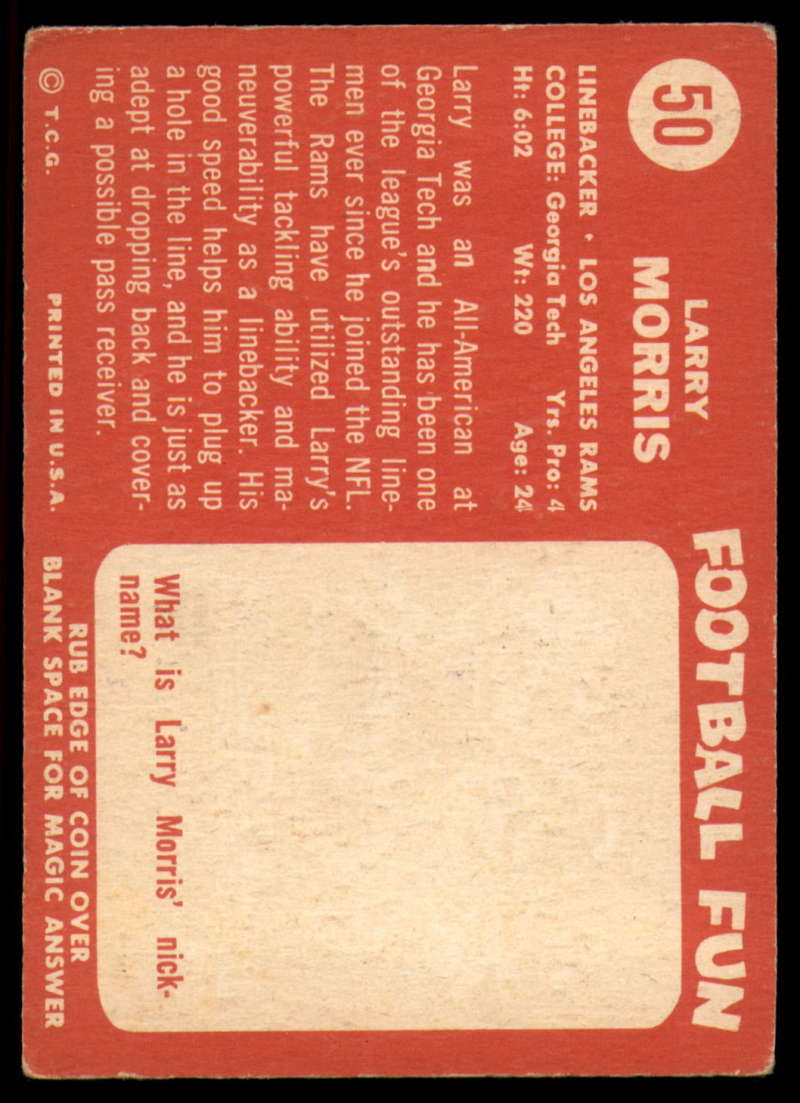 50
LARRY
MORRIS
LINEBACKER • LOS ANGELES RAMS
COLLEGE: Georgia Tech Yrs. Pro: 4
Ht: 6:02 Wt: 220 Age: 24
Larry was an All-American at
Georgia Tech and he has been one
of the league's outstanding line-
men ever since he joined the NFL.
The Rams have utilized Larry's
powerful tackling ability and ma-
neuverability as a linebacker. His
good speed helps him to plug up
a hole in the line, and he is just as
adept at dropping back and cover-
ing a possible pass receiver.
© T.C.G. PRINTED IN U.S.A.
FOOTBALL FUN
What is Larry Morris' nick-
name?
RUB EDGE OF COIN OVER
BLANK SPACE FOR MAGIC ANSWER